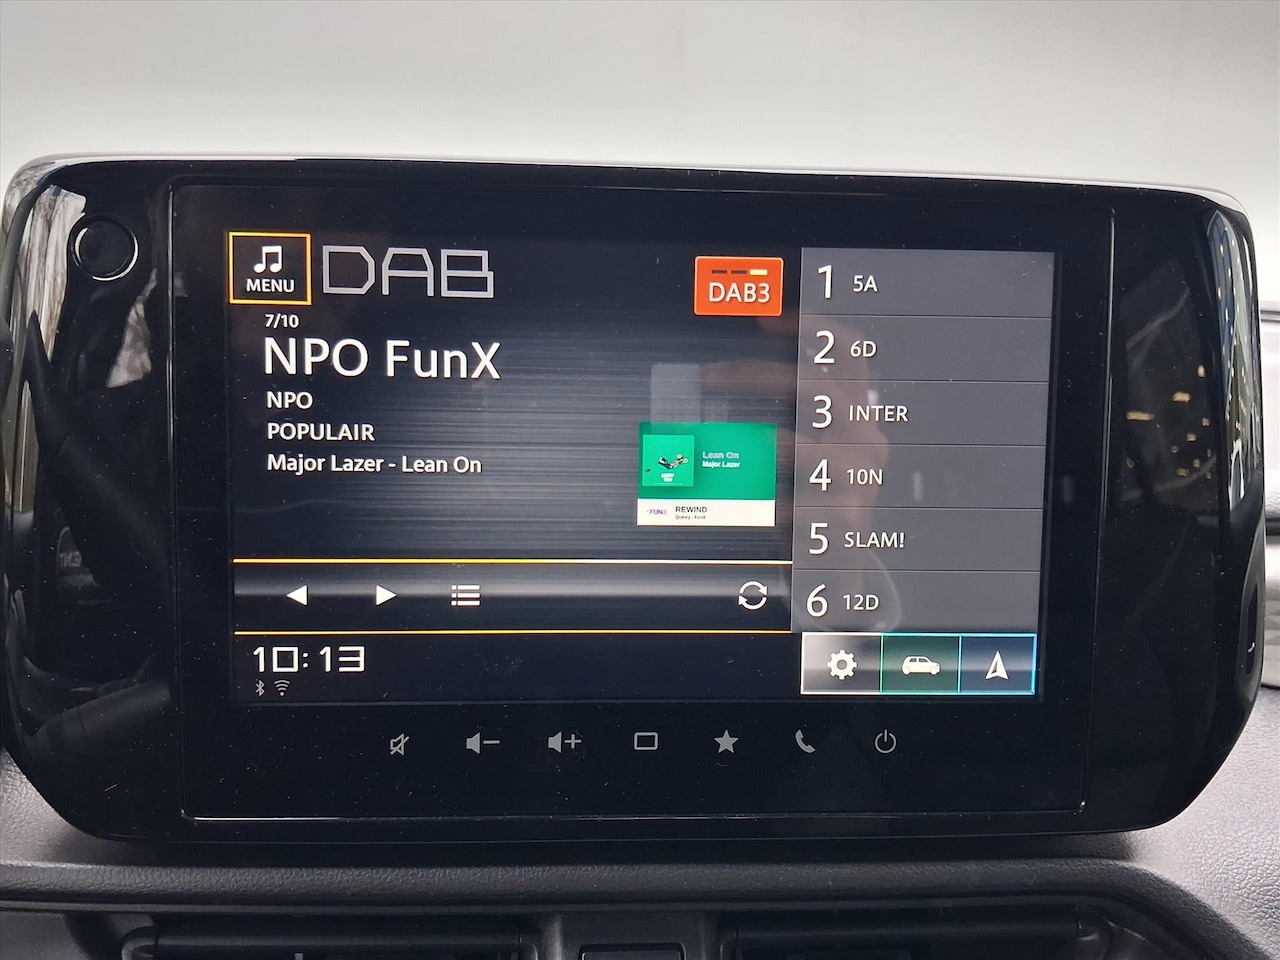 MENU
DAB
DAB3
7/10
NPO FunX
NPO
POPULAIR
Major Lazer - Lean On
Lean On
Major Lazer
FUNX
REWIND
1 5A
2 6D
3 INTER
4 10N
5 SLAM!
6 12D
10:13